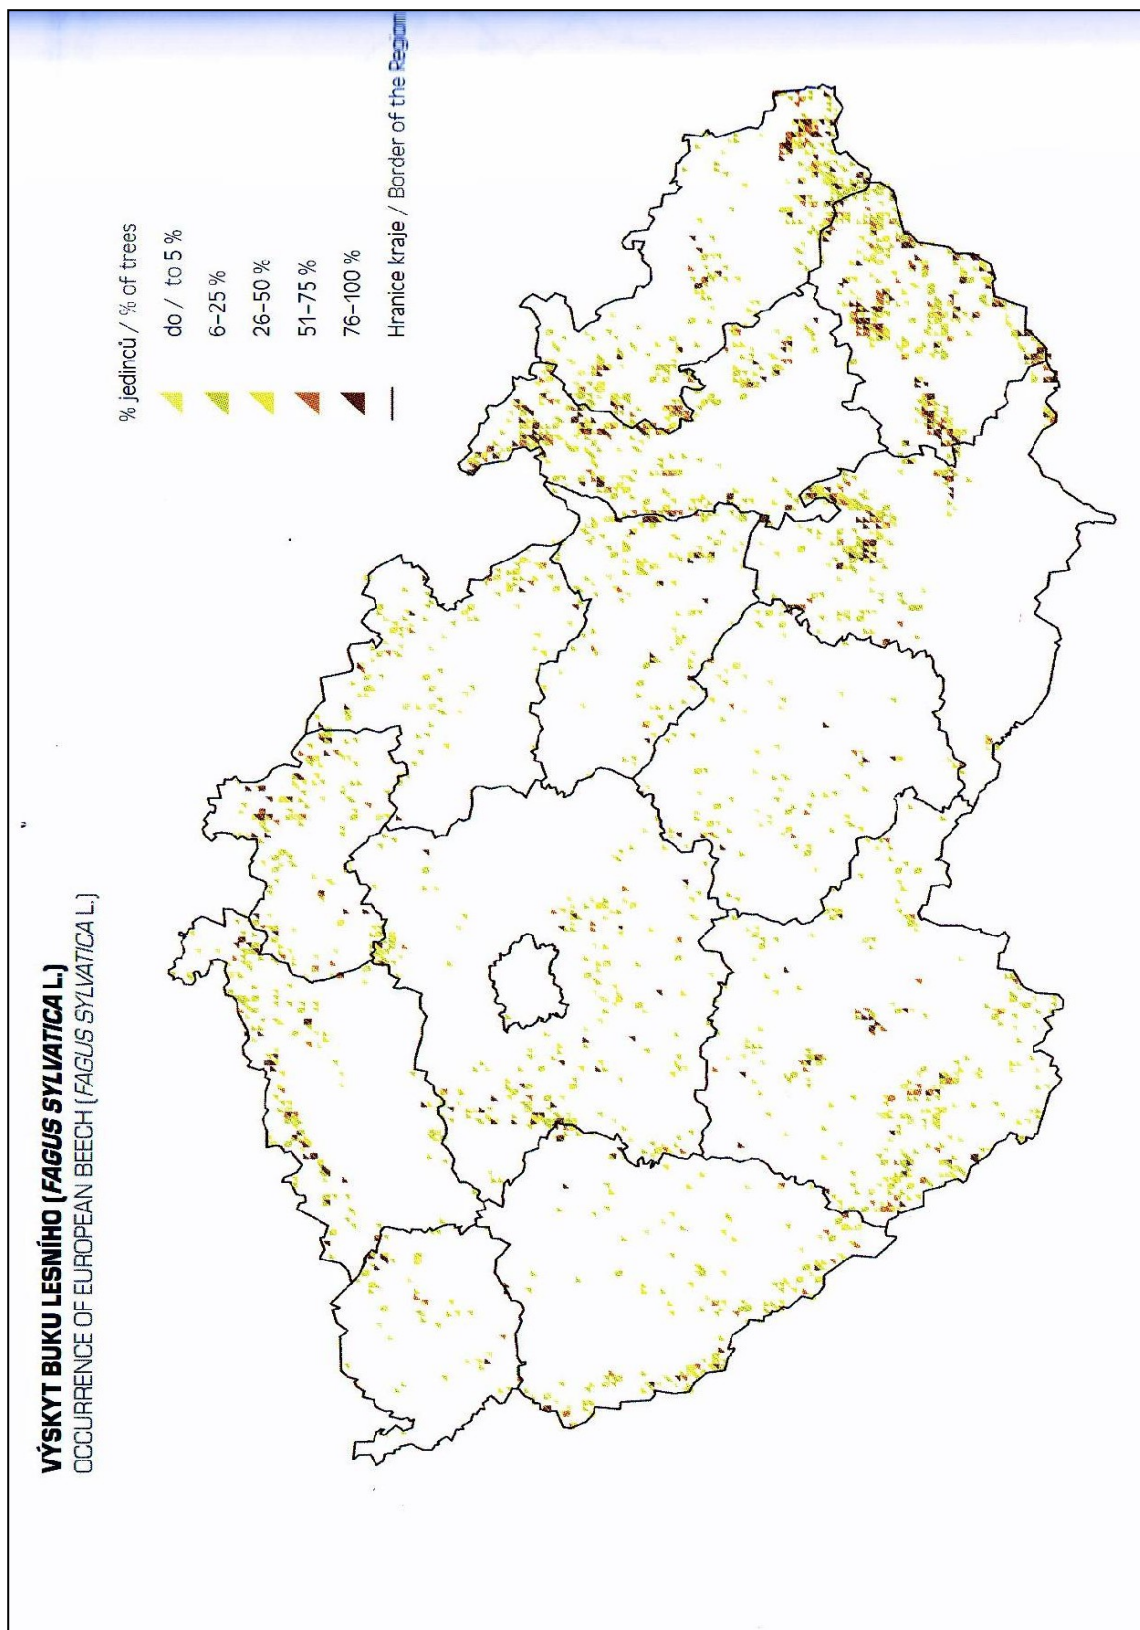 VÝSKYT BUKU LESNÍHO (FAGUS SYLVATICA L.)
OCCURRENCE OF EUROPEAN BEECH (FAGUS SYLVATICA L.)
% jedinců / % of trees
do / to 5 %
6–25 %
26–50 %
51–75 %
76–100 %
Hranice kraje / Border of the Region